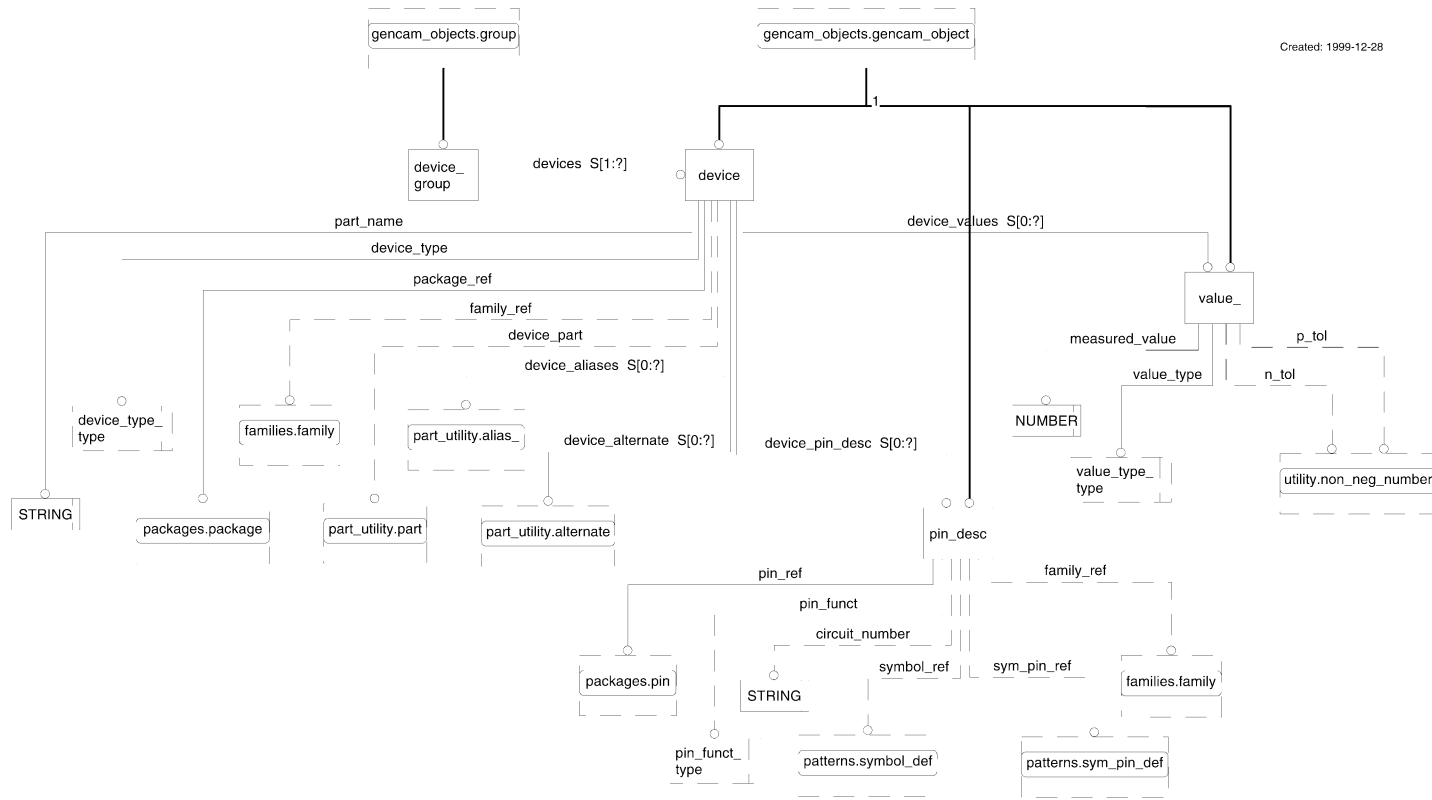 gencam_objects.group
gencam_objects.gencam_object
Created: 1999-12-28
1
device_
group
devices S[1:?]
device
part_name
device_values S[0:?]
device_type
package_ref
value_
family_ref
device_part
measured_value
p_tol
device_aliases S[0:?]
value_type
n_tol
device_type_
type
families.family
part_utility.alias_
NUMBER
device_alternate S[0:?]
device_pin_desc S[0:?]
value_type_
type
utility.non_neg_number
STRING
packages.package
part_utility.part
part_utility.alternate
pin_desc
pin_ref
family_ref
pin_funct
circuit_number
symbol_ref
sym_pin_ref
packages.pin
STRING
families.family
pin_funct_
type
patterns.symbol_def
patterns.sym_pin_def